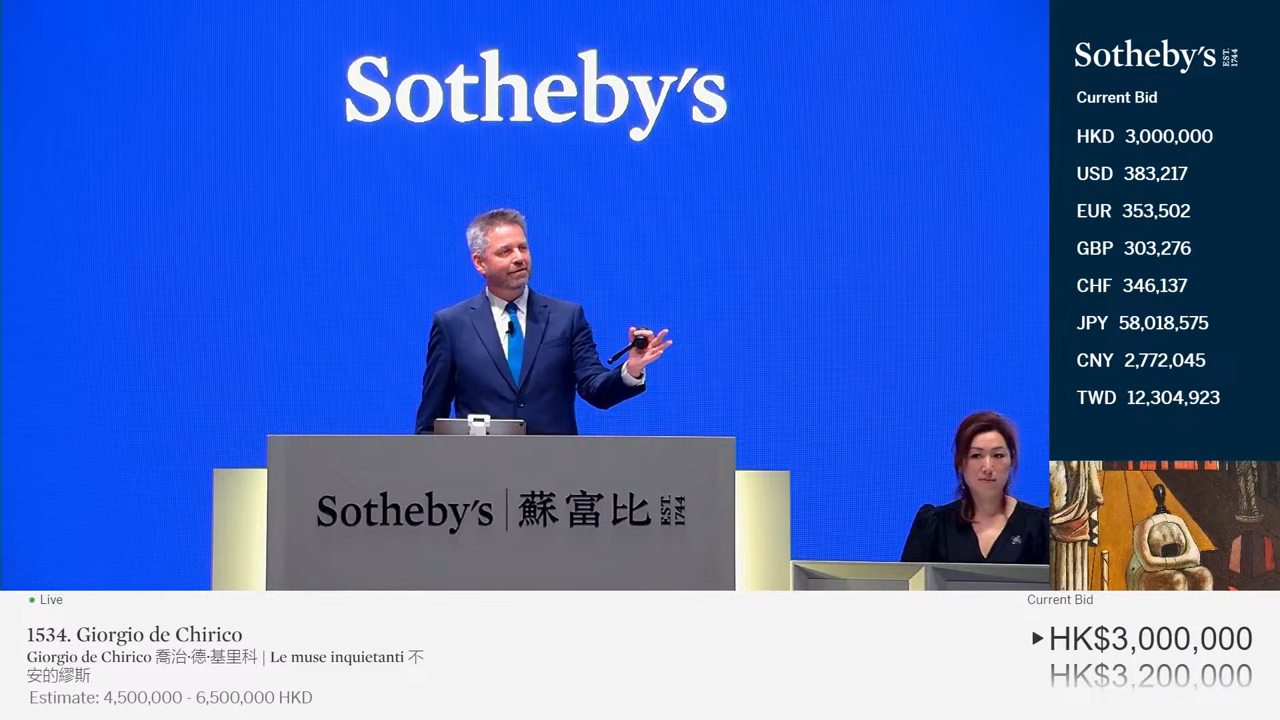 Sotheby's
Sotheby's EST. 1744
Current Bid
HKD 3,000,000
USD 383,217
EUR 353,502
GBP 303,276
CHF 346,137
JPY 58,018,575
CNY 2,772,045
TWD 12,304,923
Sotheby's | 蘇富比 EST. 1744
Live
1534. Giorgio de Chirico
Giorgio de Chirico 喬治·德·基里科 | Le muse inquietanti 不
安的繆斯
Estimate: 4,500,000 - 6,500,000 HKD
Current Bid
HK$3,000,000
HK$3,200,000